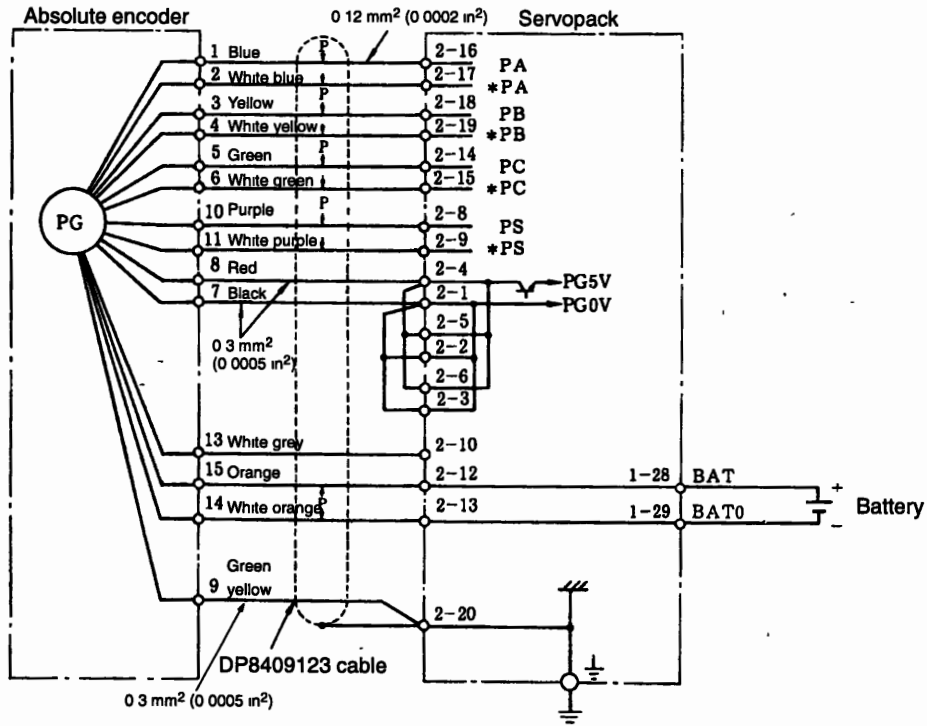 Absolute encoder
0 12 mm² (0 0002 ın²)
Servopack
1 Blue
P
2-16
PA
2 White blue
2-17
*PA
3 Yellow
P
2-18
PB
4 White yellow
2-19
*PB
5 Green
P
2-14
PC
6 White green
2-15
*PC
10 Purple
P
2-8
PS
11 White purple
2-9
*PS
PG
8 Red
2-4
PG5V
7 Black
2-1
PG0V
2-5
0 3 mm²
(0 0005 ın²)
2-2
2-6
2-3
13 White grey
2-10
15 Orange
2-12
1-28
BAT
+
P
14 White orange
2-13
1-29
BAT0
−
Battery
Green
9 yellow
2-20
DP8409123 cable
0 3 mm² (0 0005 ın²)